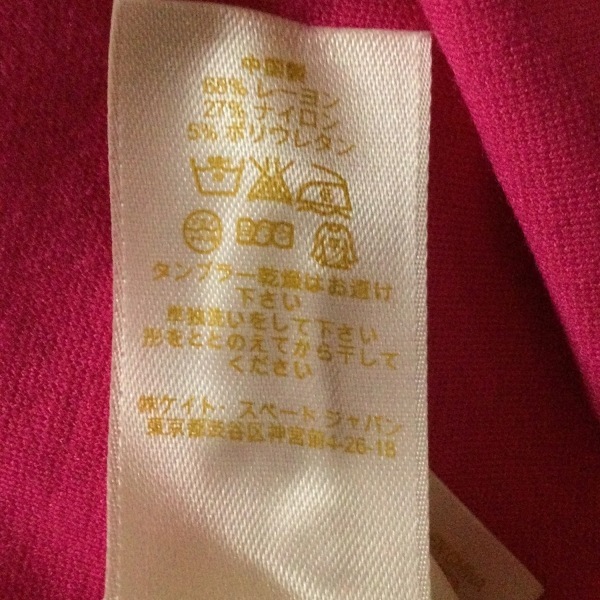 中国製
68% レーヨン
27% ナイロン
5% ポリウレタン
タンブラー乾燥はお避け
下さい
単独洗いをして下さい
形をととのえてから干して
ください
㈱ケイト・スペード ジャパン
東京都渋谷区神宮前4-26-18